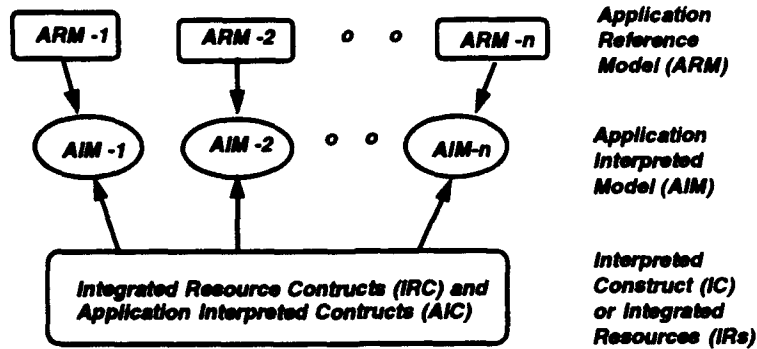 ARM -1
ARM -2
o o
ARM -n
Application
Reference
Model (ARM)
AIM -1
AIM -2
o o
AIM-n
Application
Interpreted
Model (AIM)
Integrated Resource Contructs (IRC) and
Application Interpreted Contructs (AIC)
Interpreted
Construct (IC)
or Integrated
Resources (IRs)